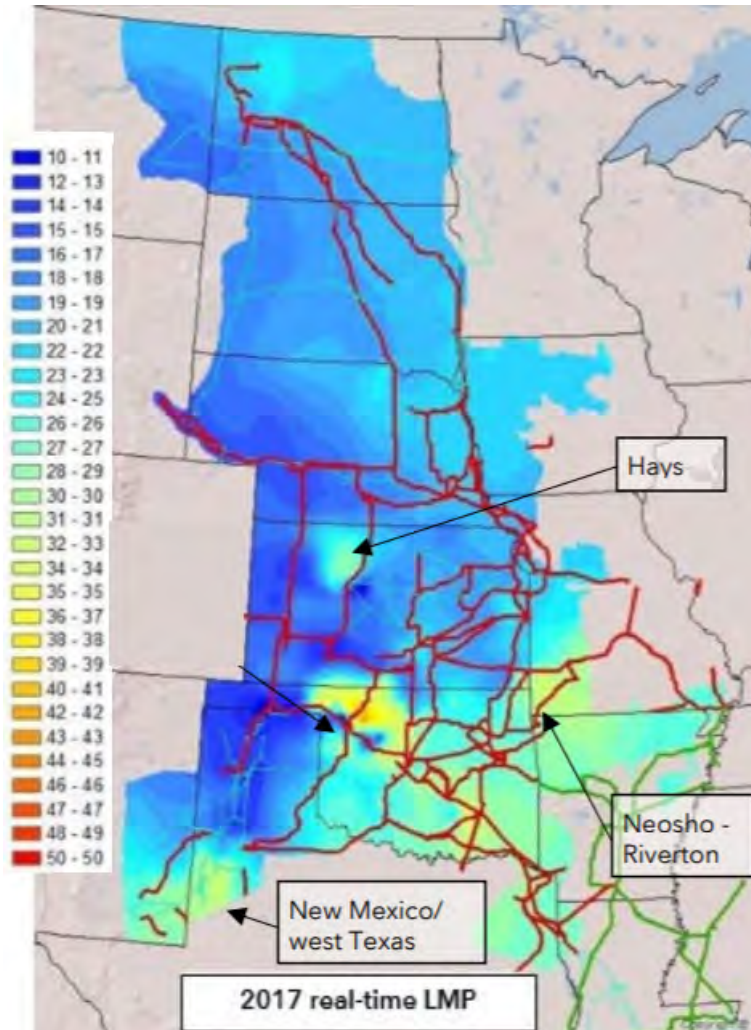 10 - 11
12 - 13
14 - 14
15 - 15
16 - 17
18 - 18
19 - 19
20 - 21
22 - 22
23 - 23
24 - 25
26 - 26
27 - 27
28 - 29
30 - 30
31 - 31
32 - 33
34 - 34
35 - 35
36 - 37
38 - 38
39 - 39
40 - 41
42 - 42
43 - 43
44 - 45
46 - 46
47 - 47
48 - 49
50 - 50
Hays
Neosho -
Riverton
New Mexico/
west Texas
2017 real-time LMP